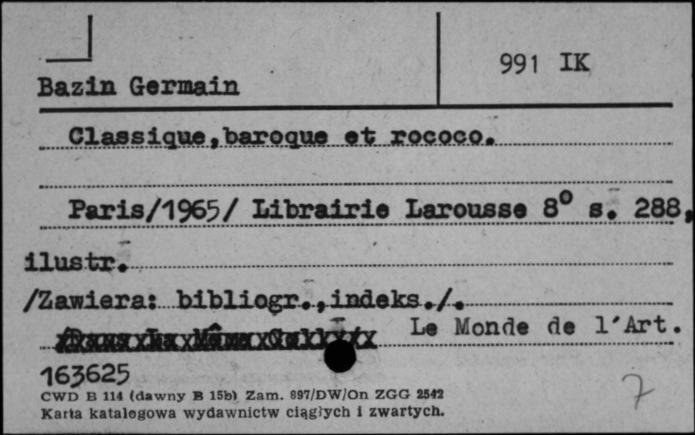 991 IK
Bazin Germain
Classique,baroque et rococo.
Paris/1965/ Librairie Larousse 8° s. 288,
ilustr.
/Zawiera: bibliogr.,indeks./.
Le Monde de l'Art.
163625
7
CWD B 114 (dawny B 15b) Zam. 897/DW/On ZGG 2542
Karta katalogowa wydawnictw ciągłych i zwartych.